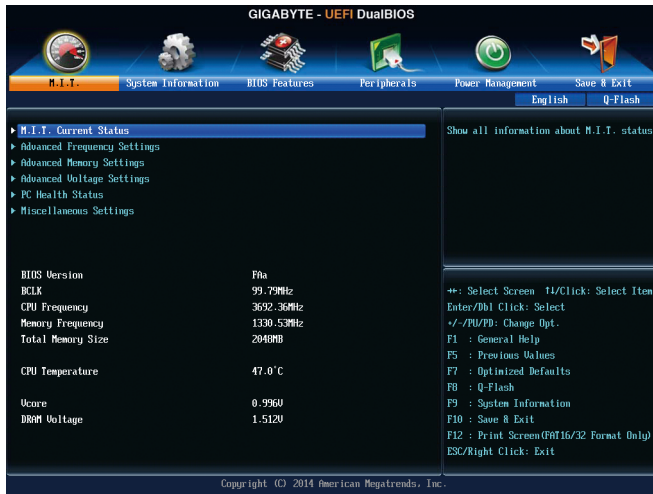 GIGABYTE - UEFI DualBIOS
M.I.T.
System Information
BIOS Features
Peripherals
Power Management
Save & Exit
English
Q-Flash
M.I.T. Current Status
Advanced Frequency Settings
Advanced Memory Settings
Advanced Voltage Settings
PC Health Status
Miscellaneous Settings
BIOS Version FAa
BCLK 99.79MHz
CPU Frequency 3692.36MHz
Memory Frequency 1330.53MHz
Total Memory Size 2048MB
CPU Temperature 47.0°C
Vcore 0.996V
DRAM Voltage 1.512V
Show all information about M.I.T. status
→←: Select Screen ↑↓/Click: Select Item
Enter/Dbl Click: Select
+/-/PU/PD: Change Opt.
F1 : General Help
F5 : Previous Values
F7 : Optimized Defaults
F8 : Q-Flash
F9 : System Information
F10 : Save & Exit
F12 : Print Screen(FAT16/32 Format Only)
ESC/Right Click: Exit
Copyright (C) 2014 American Megatrends, Inc.